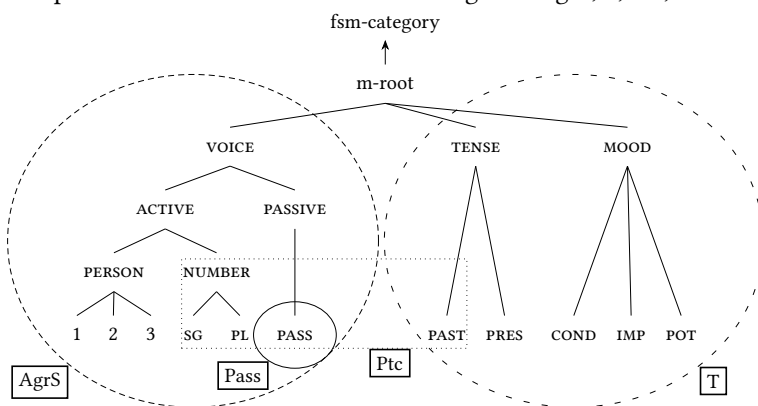 fsm-category
m-root
VOICE TENSE MOOD
ACTIVE PASSIVE
PERSON NUMBER
1 2 3 SG PL PASS PAST PRES COND IMP POT
AgrS Pass Ptc T